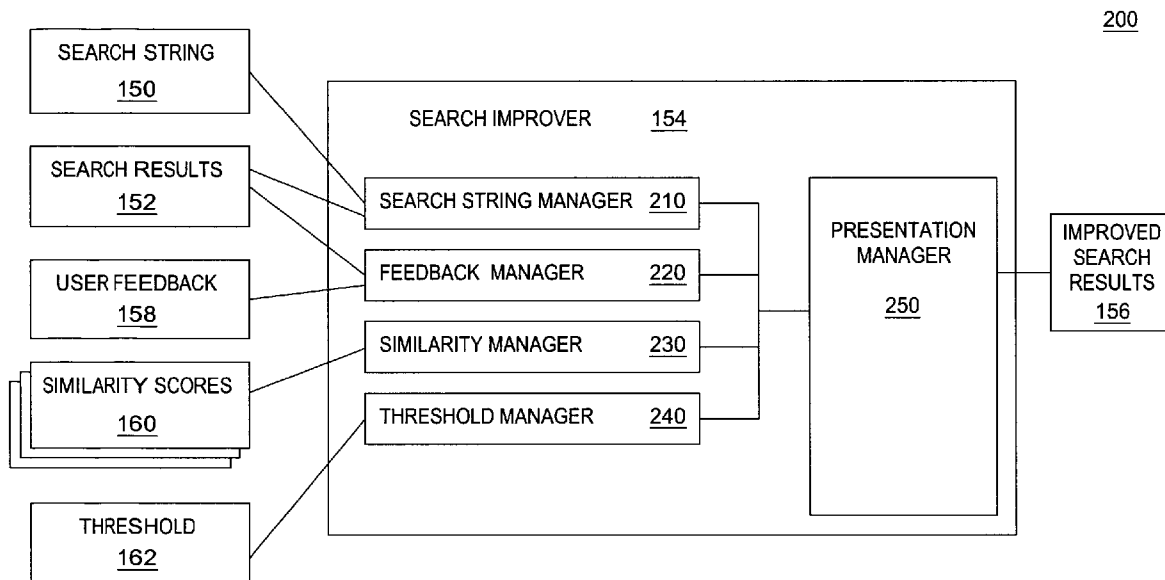 200
SEARCH STRING
150
SEARCH RESULTS
152
USER FEEDBACK
158
SIMILARITY SCORES
160
THRESHOLD
162
SEARCH IMPROVER 154
SEARCH STRING MANAGER 210
FEEDBACK MANAGER 220
SIMILARITY MANAGER 230
THRESHOLD MANAGER 240
PRESENTATION
MANAGER
250
IMPROVED
SEARCH
RESULTS
156